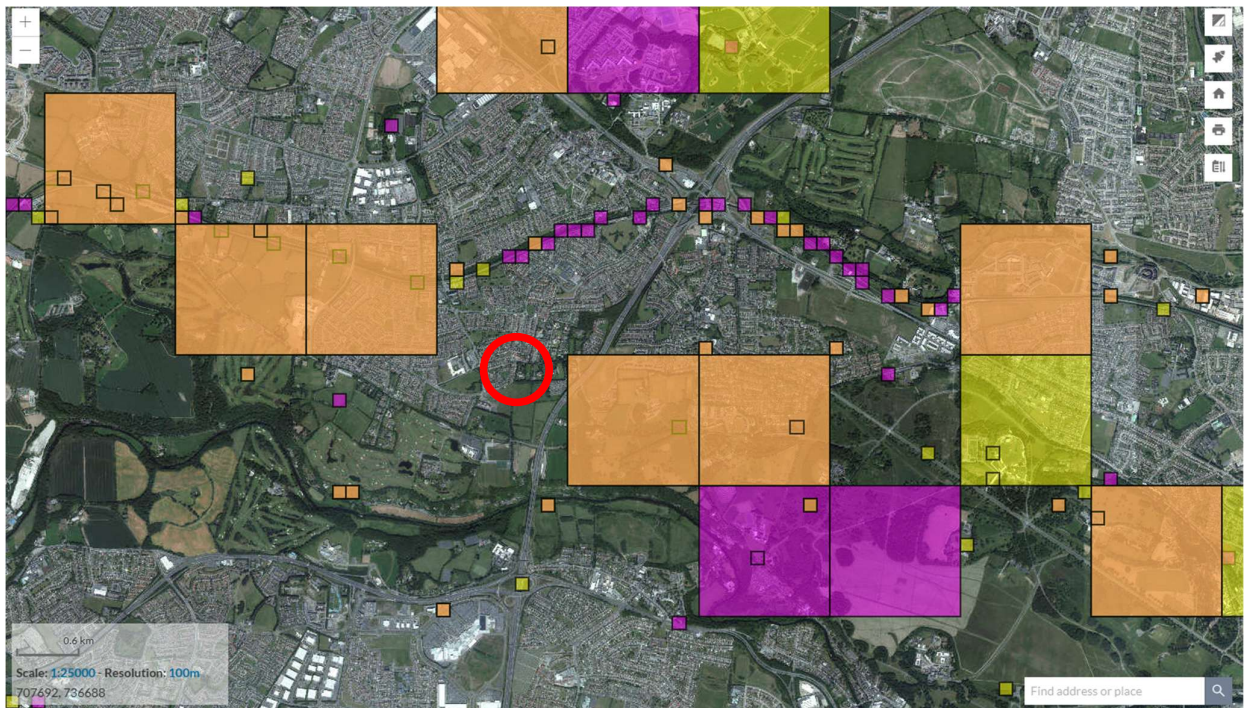 +
−
0.6 km
Scale: 1:25000 - Resolution: 100m
707692, 736688
Find address or place